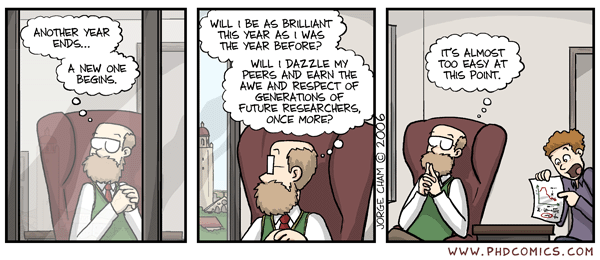 ANOTHER YEAR
ENDS...
A NEW ONE
BEGINS.
WILL I BE AS BRILLIANT
THIS YEAR AS I WAS
THE YEAR BEFORE?
WILL I DAZZLE MY
PEERS AND EARN THE
AWE AND RESPECT OF
GENERATIONS OF
FUTURE RESEARCHERS,
ONCE MORE?
JORGE CHAM © 2006
IT'S ALMOST
TOO EASY AT
THIS POINT.
WWW.PHDCOMICS.COM